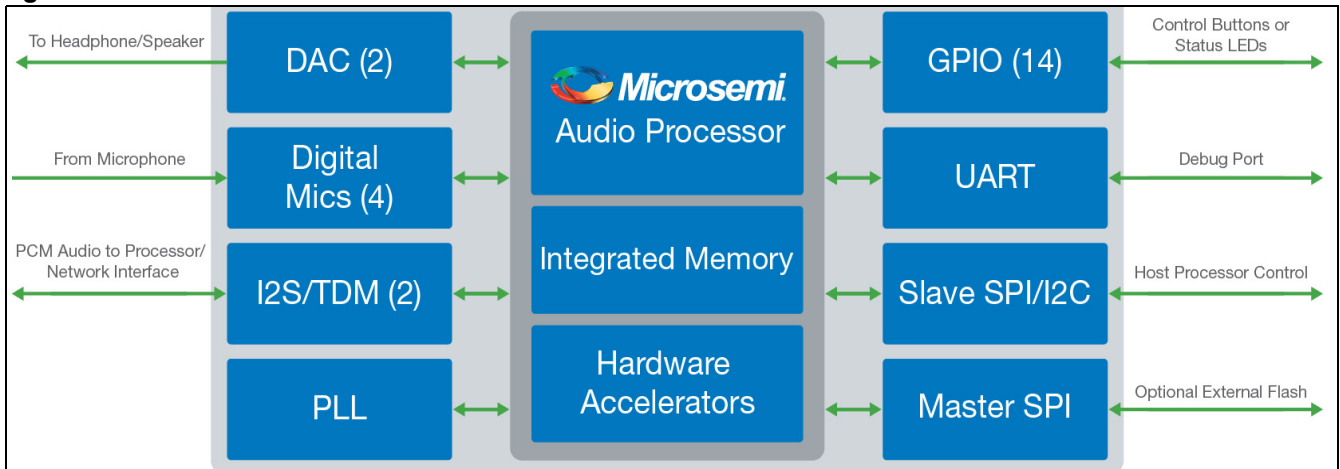 To Headphone/Speaker
DAC (2)
From Microphone
Digital
Mics (4)
PCM Audio to Processor/
Network Interface
I2S/TDM (2)
PLL
Microsemi.
Audio Processor
Integrated Memory
Hardware
Accelerators
GPIO (14)
Control Buttons or
Status LEDs
UART
Debug Port
Slave SPI/I2C
Host Processor Control
Master SPI
Optional External Flash